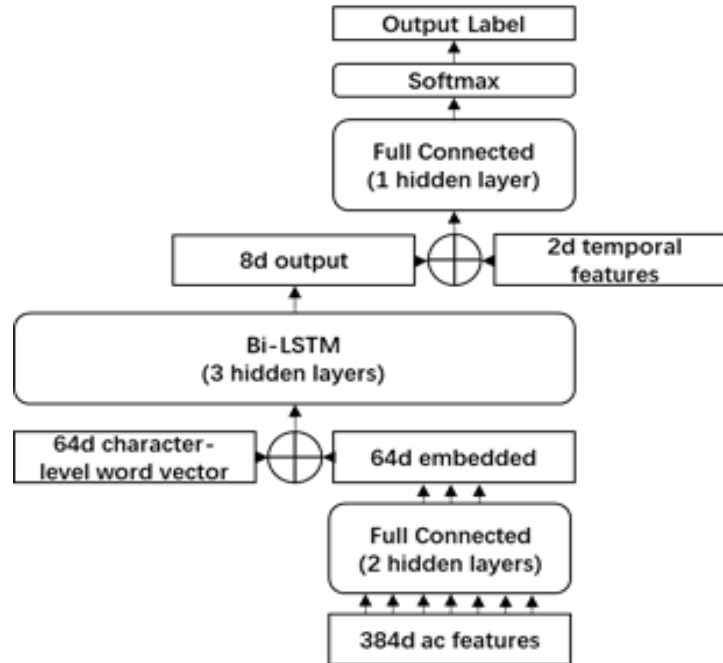 Output Label
Softmax
Full Connected
(1 hidden layer)
8d output
2d temporal
features
Bi-LSTM
(3 hidden layers)
64d character-
level word vector
64d embedded
Full Connected
(2 hidden layers)
384d ac features